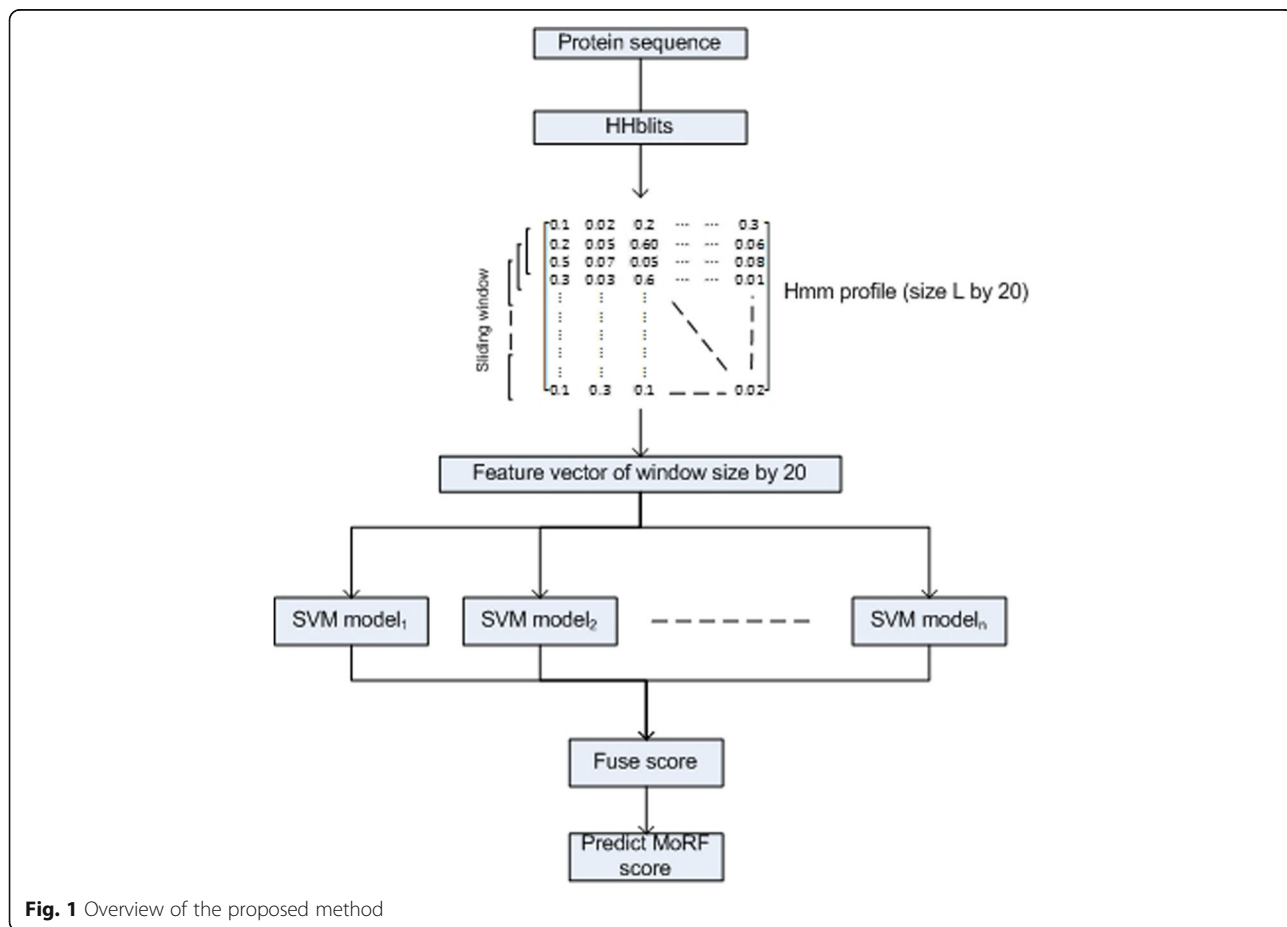 Protein sequence
HHblits
0.1 0.02 0.2 ... ... 0.3
0.2 0.05 0.60 ... ... 0.06
0.5 0.07 0.05 ... ... 0.08
0.3 0.03 0.6 ... ... 0.01
0.1 0.3 0.1 0.02
Sliding window
Hmm profile (size L by 20)
Feature vector of window size by 20
SVM model₁ SVM model₂ SVM modelₙ
Fuse score
Predict MoRF
score
Fig. 1 Overview of the proposed method